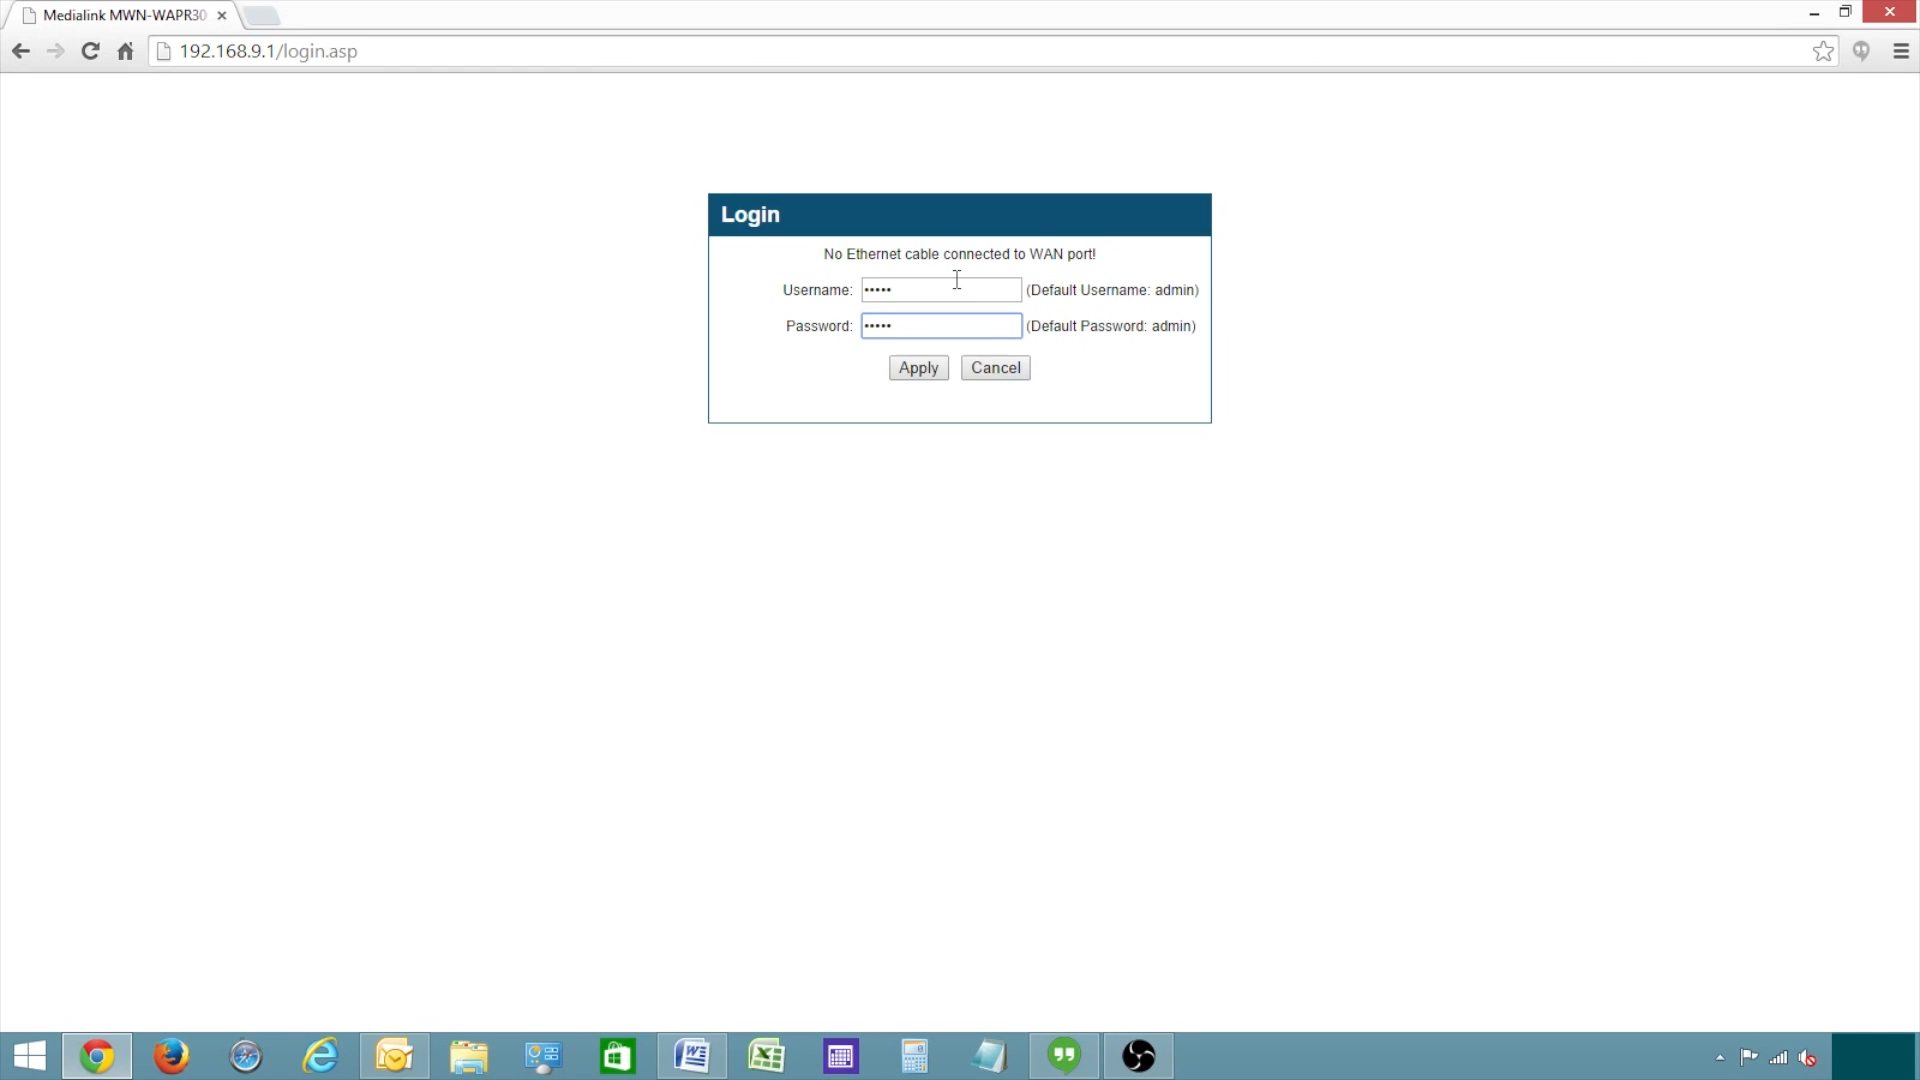 Medialink MWN-WAPR30
192.168.9.1/login.asp
Login
No Ethernet cable connected to WAN port!
Username: ••••• (Default Username: admin)
Password: ••••• (Default Password: admin)
Apply Cancel